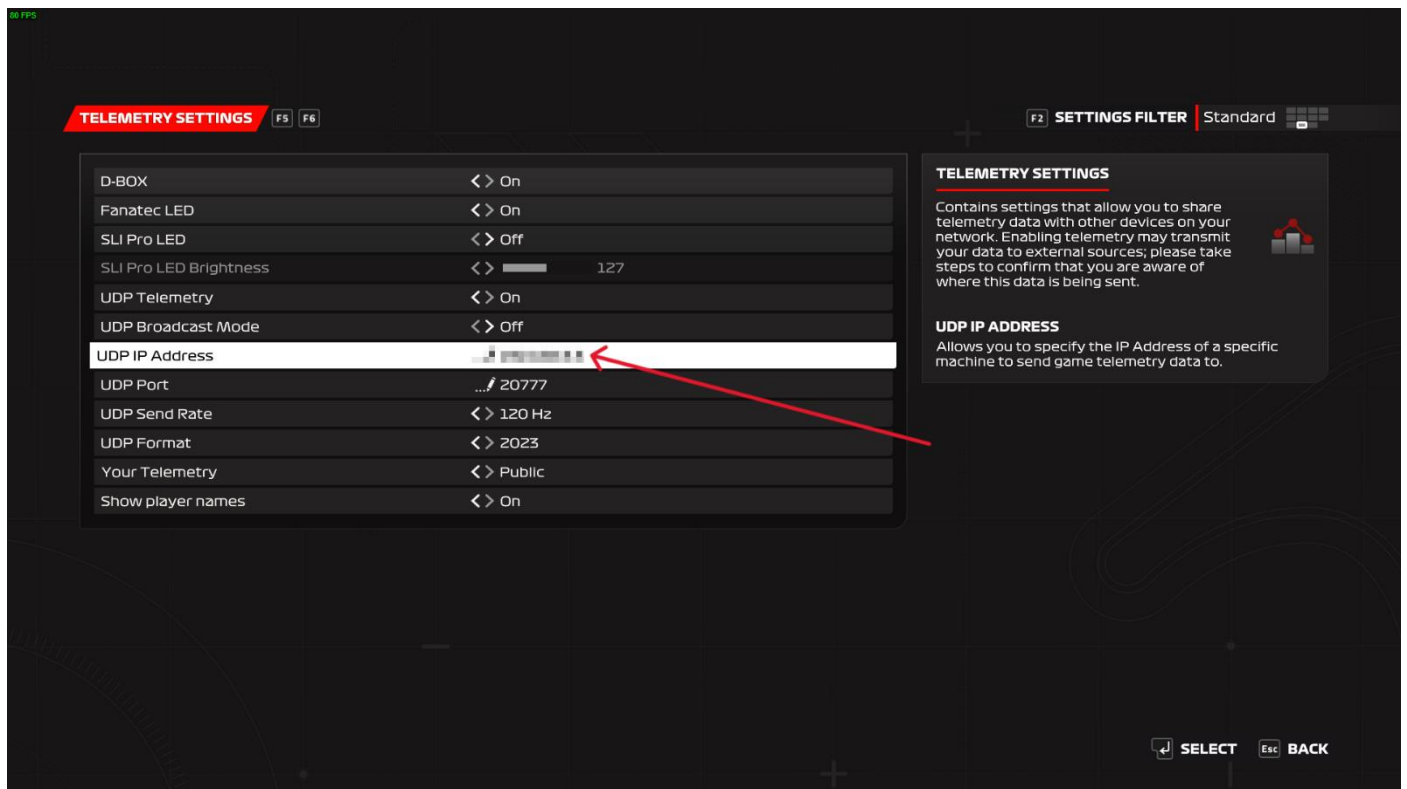 80 FPS
TELEMETRY SETTINGS F5 F6
F2 SETTINGS FILTER Standard
D-BOX On
Fanatec LED On
SLI Pro LED Off
SLI Pro LED Brightness 127
UDP Telemetry On
UDP Broadcast Mode Off
UDP IP Address
UDP Port ... 20777
UDP Send Rate 120 Hz
UDP Format 2023
Your Telemetry Public
Show player names On
TELEMETRY SETTINGS
Contains settings that allow you to share
telemetry data with other devices on your
network. Enabling telemetry may transmit
your data to external sources; please take
steps to confirm that you are aware of
where this data is being sent.
UDP IP ADDRESS
Allows you to specify the IP Address of a specific
machine to send game telemetry data to.
SELECT Esc BACK